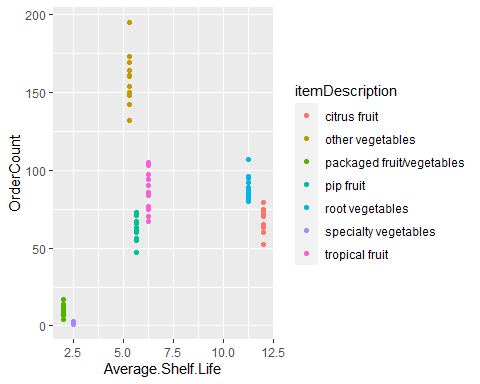 200
150
100
50
0
OrderCount
2.5 5.0 7.5 10.0 12.5
Average.Shelf.Life
itemDescription
citrus fruit
other vegetables
packaged fruit/vegetables
pip fruit
root vegetables
specialty vegetables
tropical fruit